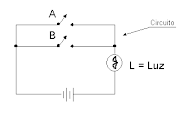 A
Circuito
B
L = Luz